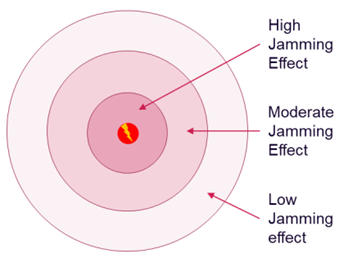 High
Jamming
Effect
Moderate
Jamming
Effect
Low
Jamming
effect